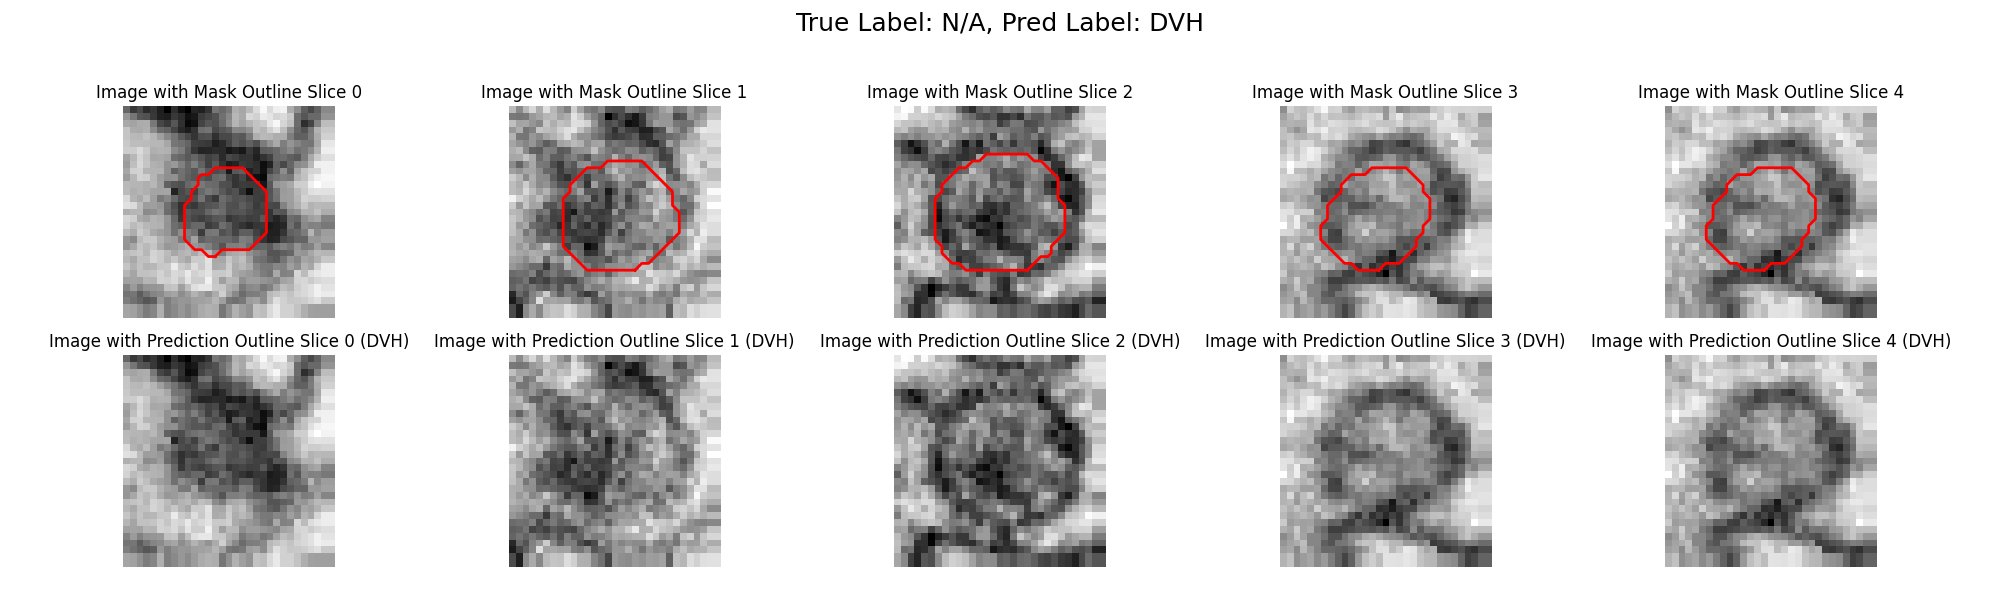 True Label: N/A, Pred Label: DVH
Image with Mask Outline Slice 0
Image with Mask Outline Slice 1
Image with Mask Outline Slice 2
Image with Mask Outline Slice 3
Image with Mask Outline Slice 4
Image with Prediction Outline Slice 0 (DVH)
Image with Prediction Outline Slice 1 (DVH)
Image with Prediction Outline Slice 2 (DVH)
Image with Prediction Outline Slice 3 (DVH)
Image with Prediction Outline Slice 4 (DVH)